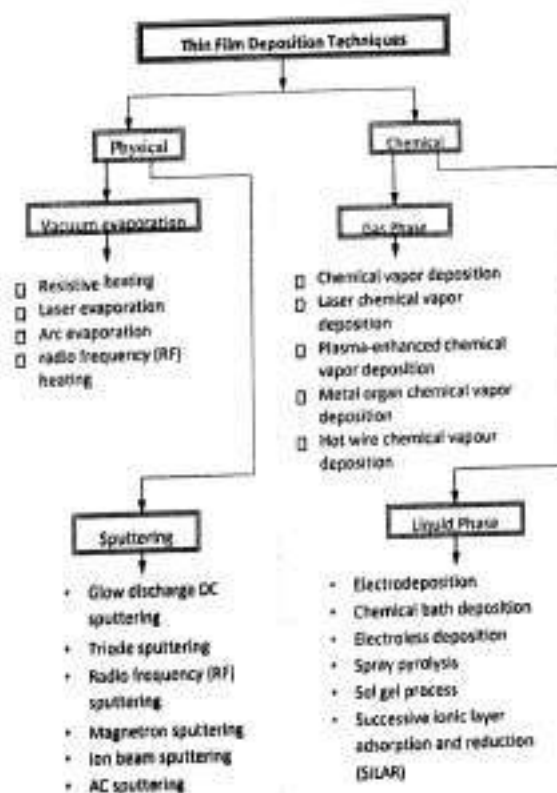 Thin Film Deposition Techniques
Physical
Chemical
Vacuum evaporation
Gas Phase
Resistive heating
Laser evaporation
Arc evaporation
radio frequency (RF)
heating
Chemical vapor deposition
Laser chemical vapor
deposition
Plasma-enhanced chemical
vapor deposition
Metal organ chemical vapor
deposition
Hot wire chemical vapour
deposition
Sputtering
Liquid Phase
• Glow discharge DC
sputtering
• Triode sputtering
• Radio frequency (RF)
sputtering
• Magnetron sputtering
• Ion beam sputtering
• AC sputtering
• Electrodeposition
• Chemical bath deposition
• Electroless deposition
• Spray pyrolysis
• Sol gel process
• Successive ionic layer
adsorption and reduction
(SILAR)